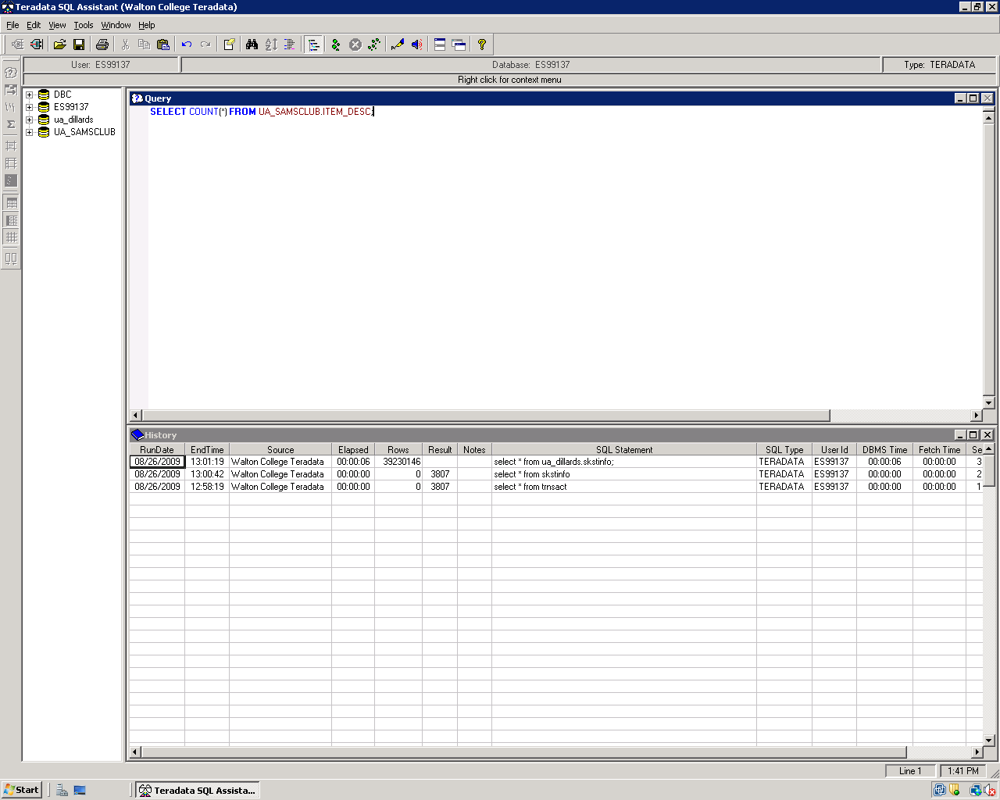 Teradata SQL Assistant (Walton College Teradata)
File Edit View Tools Window Help
User: ES99137 Database: ES99137 Type: TERADATA
Right click for context menu
DBC
ES99137
ua_dillards
UA_SAMSCLUB
Query
SELECT COUNT(*) FROM UA_SAMSCLUB.ITEM_DESC;
History
RunDate EndTime Source Elapsed Rows Result Notes SQL Statement SQL Type User Id DBMS Time Fetch Time Se
08/26/2009 13:01:19 Walton College Teradata 00:00:06 39230146 select * from ua_dillards.skstinfo; TERADATA ES99137 00:00:06 00:00:00 3
08/26/2009 13:00:42 Walton College Teradata 00:00:00 0 3807 select * from skstinfo TERADATA ES99137 00:00:00 00:00:00 2
08/26/2009 12:58:19 Walton College Teradata 00:00:00 0 3807 select * from trnsact TERADATA ES99137 00:00:00 00:00:00 1
Line 1 1:41 PM
Start Teradata SQL Assista...